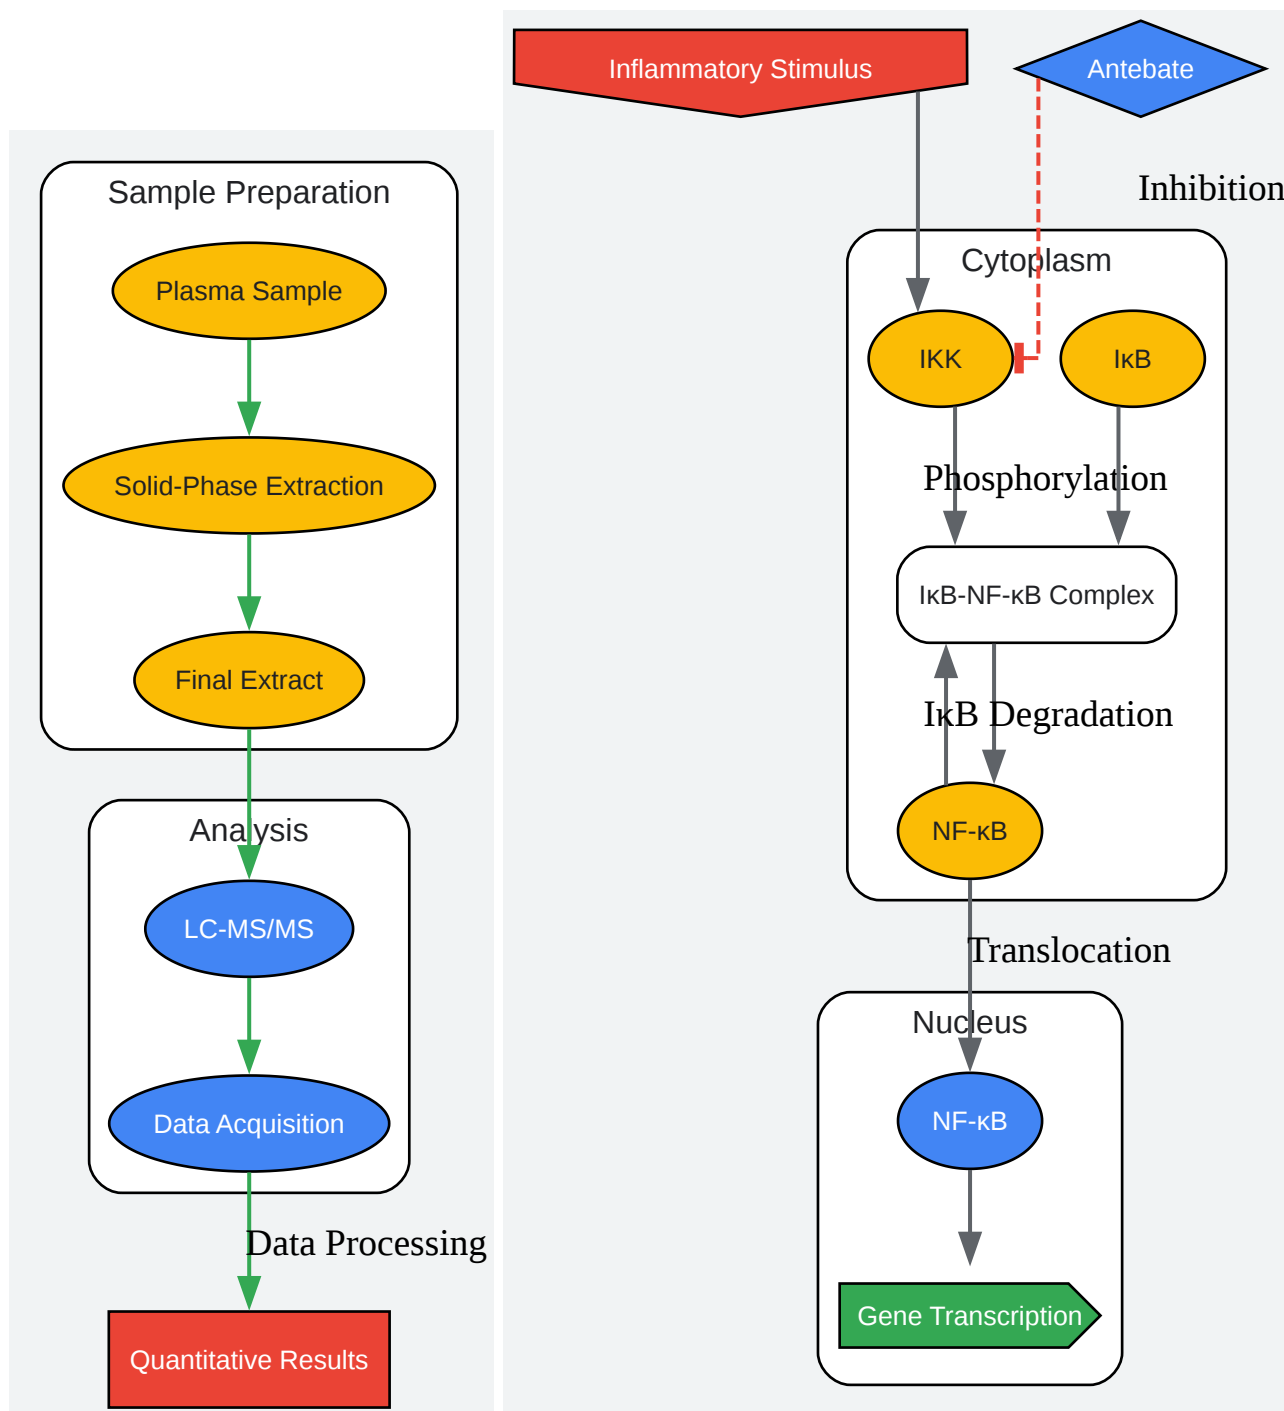 Sample Preparation
Plasma Sample
Solid-Phase Extraction
Final Extract
Analysis
LC-MS/MS
Data Acquisition
Data Processing
Quantitative Results
Inflammatory Stimulus
Antebate
Inhibition
Cytoplasm
IKK
IκB
Phosphorylation
IκB-NF-κB Complex
IκB Degradation
NF-κB
Translocation
Nucleus
NF-κB
Gene Transcription